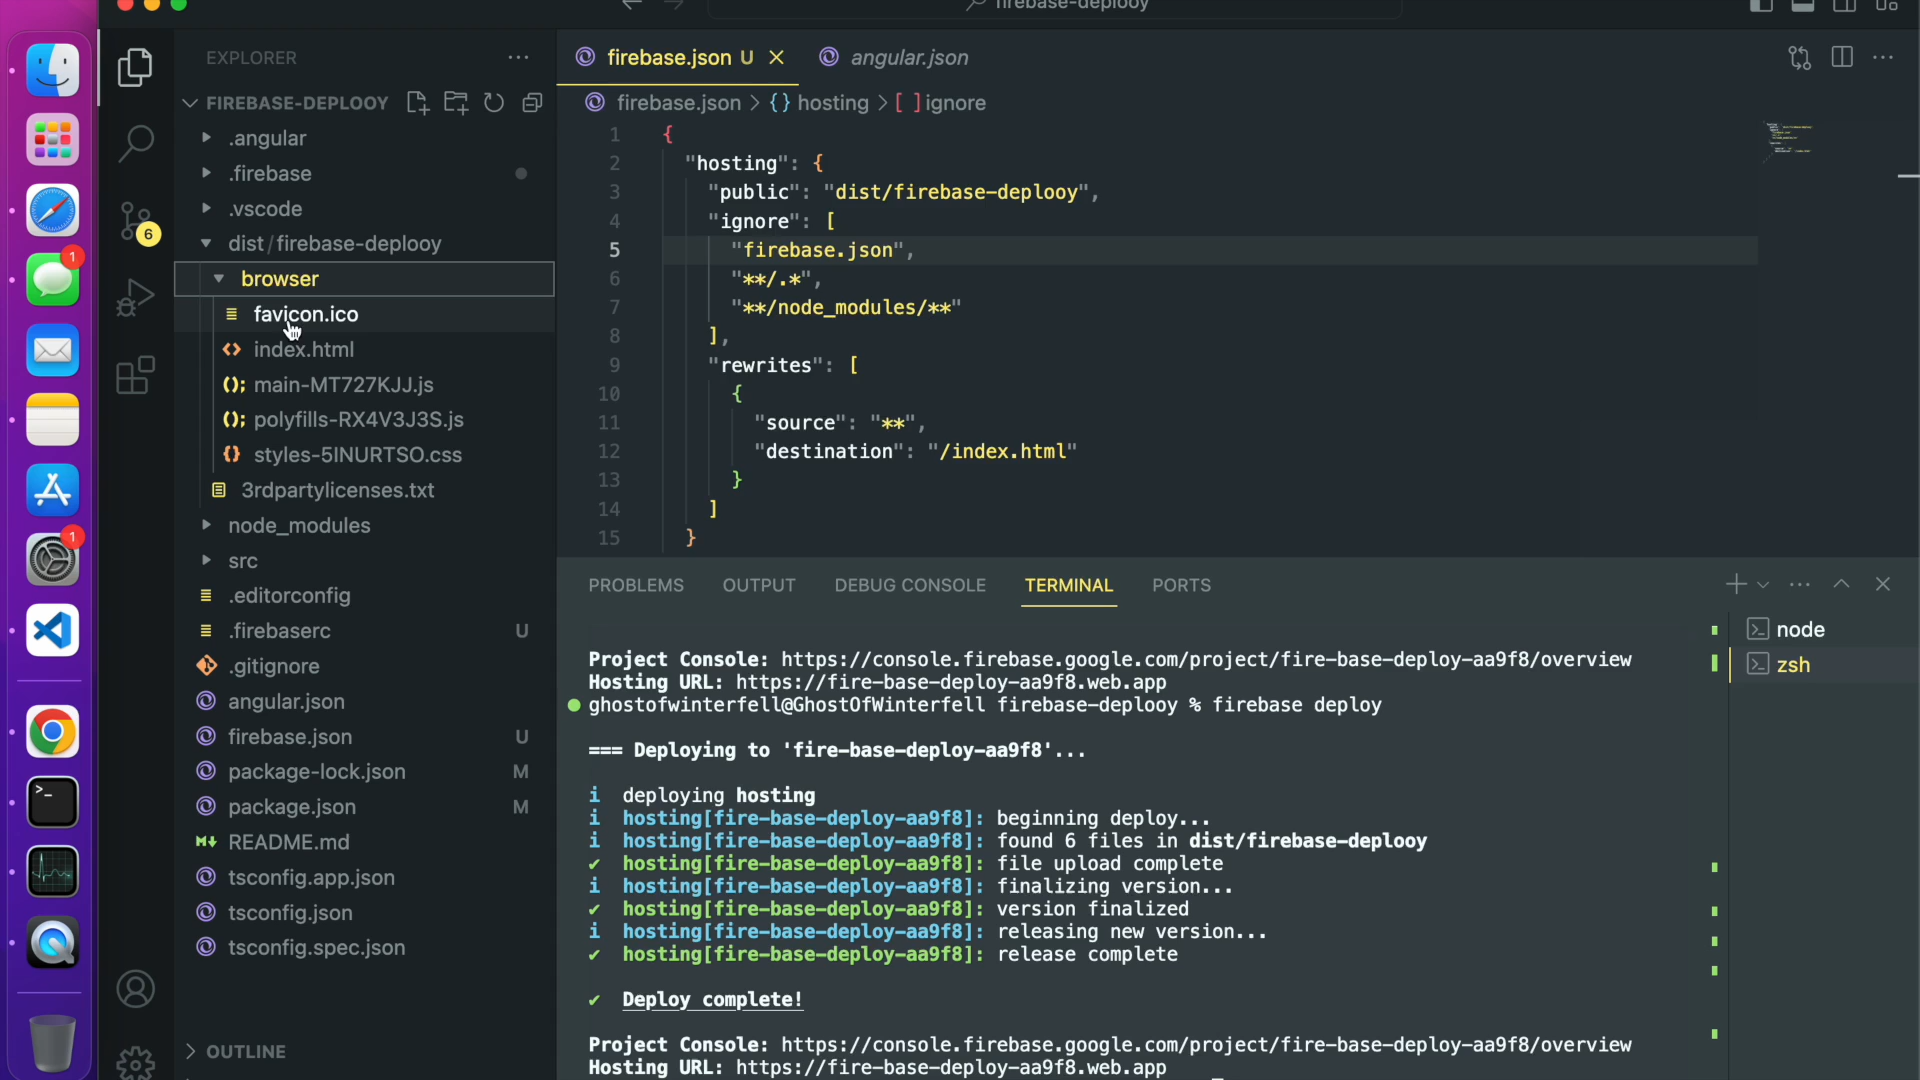 firebase-deplooy
EXPLORER
FIREBASE-DEPLOOY
.angular
.firebase
.vscode
dist/firebase-deplooy
browser
favicon.ico
index.html
main-MT727KJJ.js
polyfills-RX4V3J3S.js
styles-5INURTSO.css
3rdpartylicenses.txt
node_modules
src
.editorconfig
.firebaserc U
.gitignore
angular.json
firebase.json U
package-lock.json M
package.json M
README.md
tsconfig.app.json
tsconfig.json
tsconfig.spec.json
OUTLINE
6
1
1
firebase.json U
angular.json
firebase.json > {} hosting > [ ] ignore
1 {
2 "hosting": {
3 "public": "dist/firebase-deplooy",
4 "ignore": [
5 "firebase.json",
6 "**/.*",
7 "**/node_modules/**"
8 ],
9 "rewrites": [
10 {
11 "source": "**",
12 "destination": "/index.html"
13 }
14 ]
15 }
PROBLEMS OUTPUT DEBUG CONSOLE TERMINAL PORTS
node
zsh
Project Console: https://console.firebase.google.com/project/fire-base-deploy-aa9f8/overview
Hosting URL: https://fire-base-deploy-aa9f8.web.app
ghostofwinterfell@GhostOfWinterfell firebase-deplooy % firebase deploy
=== Deploying to 'fire-base-deploy-aa9f8'...
i deploying hosting
i hosting[fire-base-deploy-aa9f8]: beginning deploy...
i hosting[fire-base-deploy-aa9f8]: found 6 files in dist/firebase-deplooy
✔ hosting[fire-base-deploy-aa9f8]: file upload complete
i hosting[fire-base-deploy-aa9f8]: finalizing version...
✔ hosting[fire-base-deploy-aa9f8]: version finalized
i hosting[fire-base-deploy-aa9f8]: releasing new version...
✔ hosting[fire-base-deploy-aa9f8]: release complete
✔ Deploy complete!
Project Console: https://console.firebase.google.com/project/fire-base-deploy-aa9f8/overview
Hosting URL: https://fire-base-deploy-aa9f8.web.app